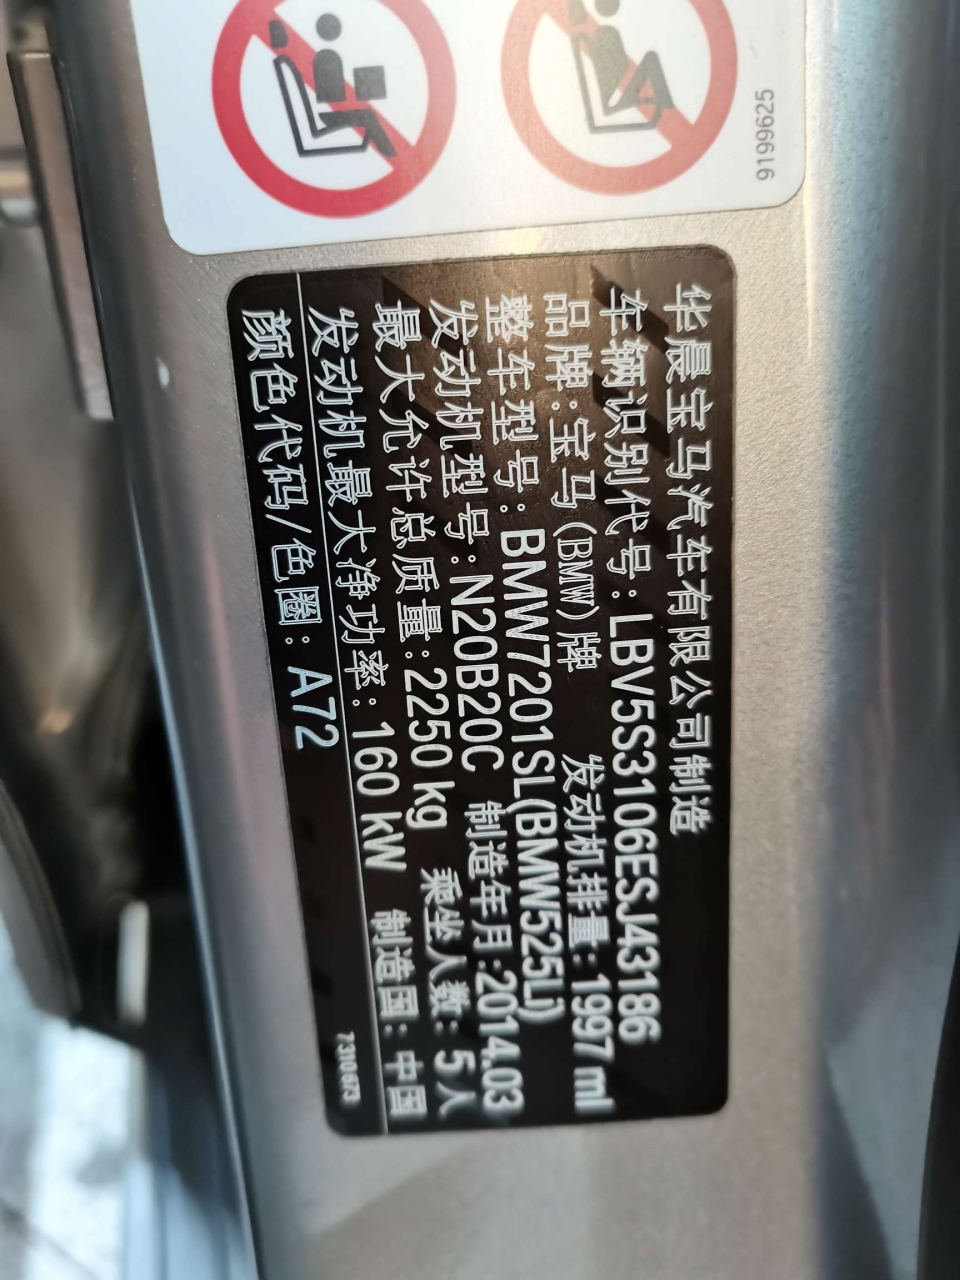 9199625
华晨宝马汽车有限公司制造
车辆识别代号:LBV5S3106ESJ43186
品牌:宝马(BMW)牌 发动机排量:1997 ml
整车型号:BMW7201SL(BMW525Li)
发动机型号:N20B20C 制造年月:2014.03
最大允许总质量:2250 kg 乘坐人数:5人
发动机最大净功率:160 kW 制造国:中国
颜色代码/色圈: A72
7310673